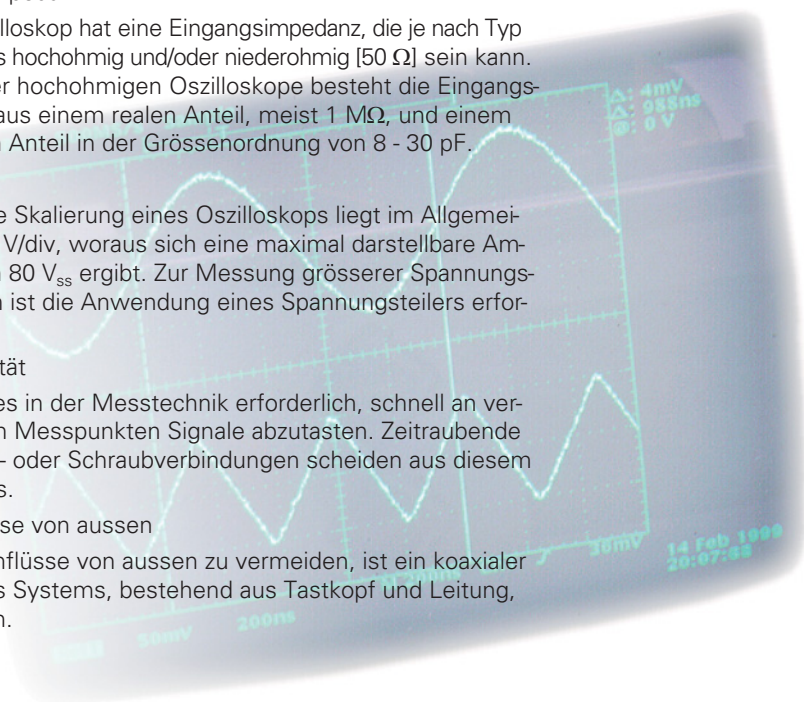 lloskop hat eine Eingangsimpedanz, die je nach Typ
s hochohmig und/oder niederohmig [50 Ω] sein kann.
er hochohmigen Oszilloskope besteht die Eingangs-
aus einem realen Anteil, meist 1 MΩ, und einem
n Anteil in der Grössenordnung von 8 - 30 pF.
e Skalierung eines Oszilloskops liegt im Allgemei-
V/div, woraus sich eine maximal darstellbare Am-
n 80 Vss ergibt. Zur Messung grösserer Spannungs-
n ist die Anwendung eines Spannungsteilers erfor-
tät
es in der Messtechnik erforderlich, schnell an ver-
n Messpunkten Signale abzutasten. Zeitraubende
- oder Schraubverbindungen scheiden aus diesem
s.
sse von aussen
nflüsse von aussen zu vermeiden, ist ein koaxialer
s Systems, bestehend aus Tastkopf und Leitung,
n.
Δ: 4mV
Δ: 988ns
@: 0 V
200ns
36mV
14 Feb 1999
20:07:53
50mV
200ns